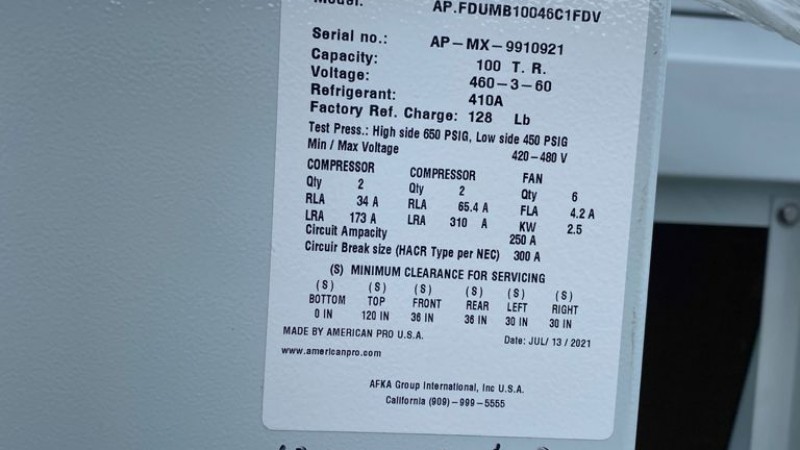 Model: AP.FDUMB10046C1FDV
Serial no.: AP-MX-9910921
Capacity: 100 T. R.
Voltage: 460-3-60
Refrigerant: 410A
Factory Ref. Charge: 128 Lb
Test Press.: High side 650 PSIG, Low side 450 PSIG
Min / Max Voltage 420-480 V
COMPRESSOR COMPRESSOR FAN
Qty 2 Qty 2 Qty 6
RLA 34 A RLA 65.4 A FLA 4.2 A
LRA 173 A LRA 310 A KW 2.5
Circuit Ampacity 250 A
Circuir Break size (HACR Type per NEC) 300 A
(S) MINIMUM CLEARANCE FOR SERVICING
(S) (S) (S) (S) (S) (S)
BOTTOM TOP FRONT REAR LEFT RIGHT
0 IN 120 IN 36 IN 36 IN 30 IN 30 IN
MADE BY AMERICAN PRO U.S.A. Date: JUL/ 13 / 2021
www.americanpro.com
AFKA Group International, Inc U.S.A.
California (909)-999-5555